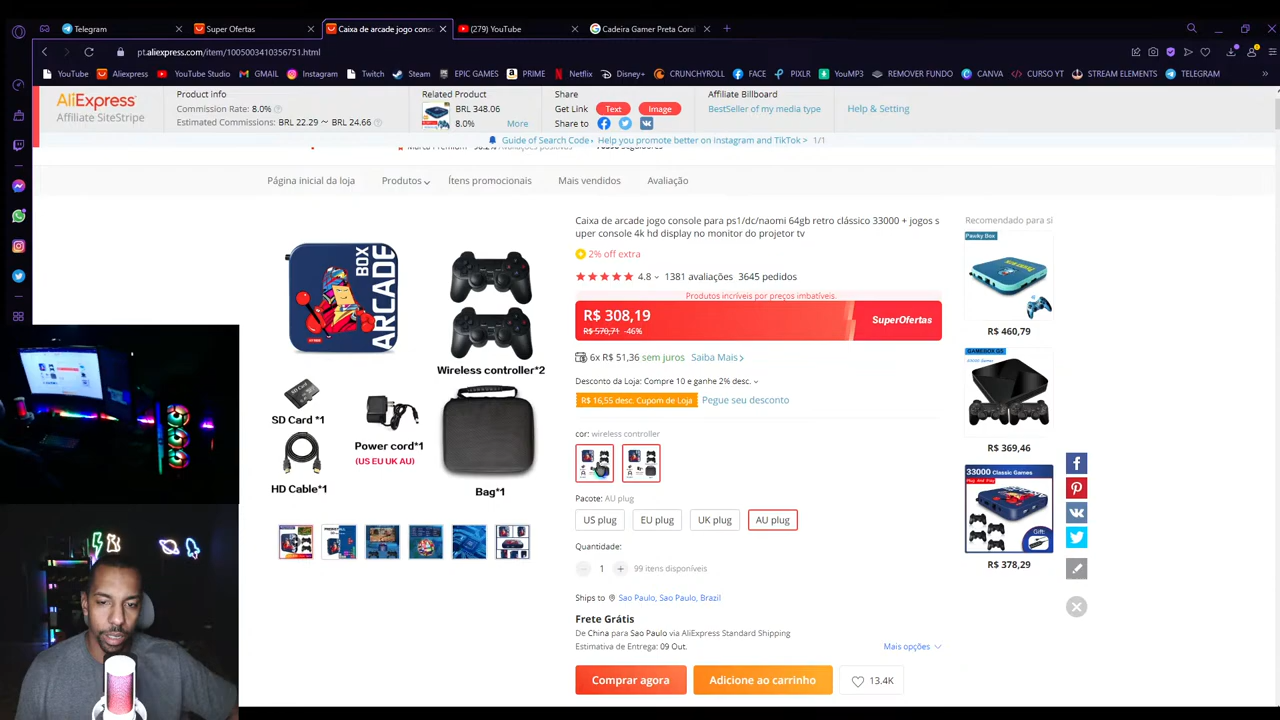 Telegram
Super Ofertas
Caixa de arcade jogo conso
(279) YouTube
Cadeira Gamer Preta Coral
pt.aliexpress.com/item/1005003410356751.html
YouTube
Aliexpress
YouTube Studio
GMAIL
Instagram
Twitch
Steam
EPIC GAMES
PRIME
Netflix
Disney+
CRUNCHYROLL
FACE
PIXLR
YouMP3
REMOVER FUNDO
CANVA
CURSO YT
STREAM ELEMENTS
TELEGRAM
AliExpress
Affiliate SiteStripe
Product info
Commission Rate: 8.0%
Estimated Commissions: BRL 22.29 ~ BRL 24.66
Related Product
BRL 348.06
8.0%
More
Share
Get Link
Text
Image
Share to
Affiliate Billboard
BestSeller of my media type
Help & Setting
Guide of Search Code
Help you promote better on Instagram and TikTok >
1/1
Página inicial da loja
Produtos
Ítens promocionais
Mais vendidos
Avaliação
Caixa de arcade jogo console para ps1/dc/naomi 64gb retro clássico 33000 + jogos s
uper console 4k hd display no monitor do projetor tv
2% off extra
4.8
1381 avaliações
3645 pedidos
Produtos incríveis por preços imbatíveis.
R$ 308,19
R$ 570,71 -46%
SuperOfertas
6x R$ 51,36 sem juros Saiba Mais
Desconto da Loja: Compre 10 e ganhe 2% desc.
R$ 16,55 desc. Cupom de Loja
Pegue seu desconto
cor: wireless controller
Pacote: AU plug
US plug
EU plug
UK plug
AU plug
Quantidade:
1
99 itens disponíveis
Ships to
Sao Paulo, Sao Paulo, Brazil
Frete Grátis
De China para Sao Paulo via AliExpress Standard Shipping
Estimativa de Entrega: 09 Out.
Mais opções
Comprar agora
Adicione ao carrinho
13.4K
BOX
ARCADE
Wireless controller*2
SD Card *1
Power cord*1
(US EU UK AU)
HD Cable*1
Bag*1
Recomendado para si
Pawky Box
R$ 460,79
R$ 369,46
33000 Classic Games
Gift:
R$ 378,29